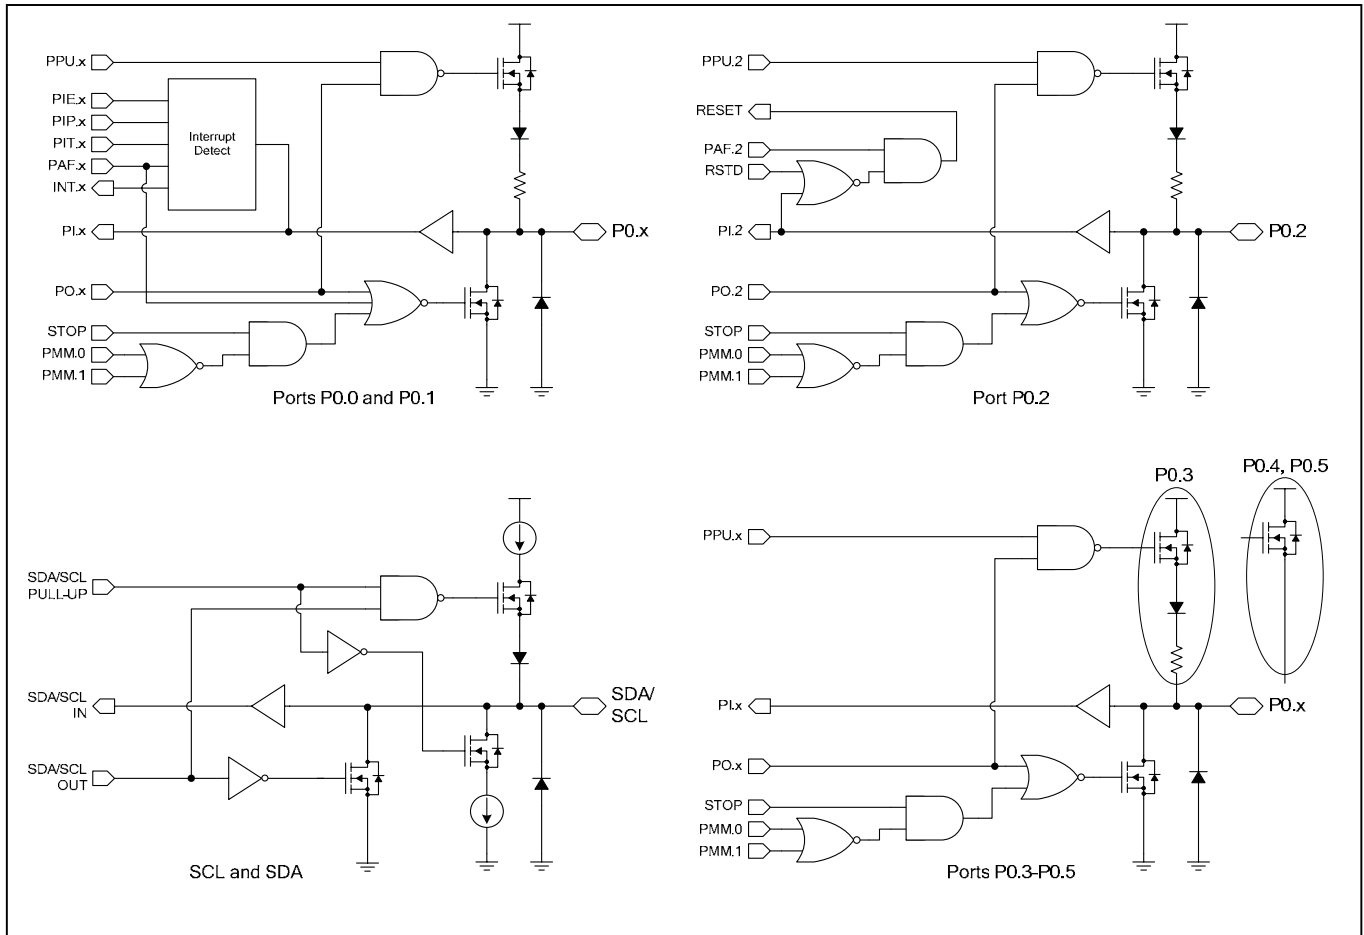 PPU.x
PIE.x
PIP.x
PIT.x
PAF.x
INT.x
Interrupt
Detect
PI.x
P0.x
PO.x
STOP
PMM.0
PMM.1
Ports P0.0 and P0.1
PPU.2
RESET
PAF.2
RSTD
PI.2
P0.2
PO.2
STOP
PMM.0
PMM.1
Port P0.2
SDA/SCL
PULL-UP
SDA/SCL
IN
SDA/
SCL
SDA/SCL
OUT
SCL and SDA
P0.3
P0.4, P0.5
PPU.x
PI.x
P0.x
PO.x
STOP
PMM.0
PMM.1
Ports P0.3-P0.5